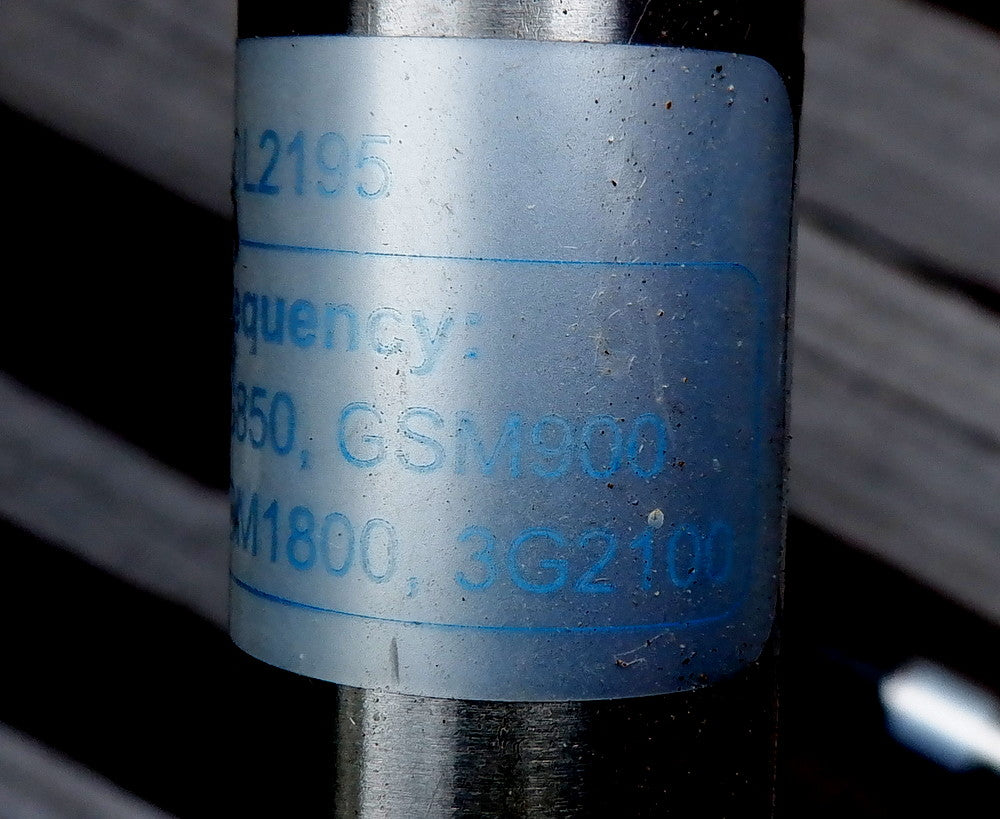 L2195
equency:
850, GSM900
M1800, 3G2100